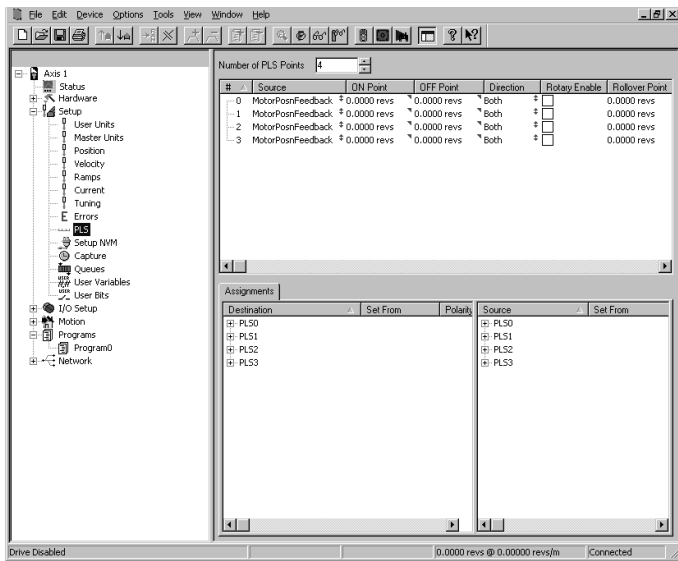 File Edit Device Options Tools View Window Help
Number of PLS Points 4
# Source ON Point OFF Point Direction Rotary Enable Rollover Point
0 MotorPosnFeedback 0.0000 revs 0.0000 revs Both 0.0000 revs
1 MotorPosnFeedback 0.0000 revs 0.0000 revs Both 0.0000 revs
2 MotorPosnFeedback 0.0000 revs 0.0000 revs Both 0.0000 revs
3 MotorPosnFeedback 0.0000 revs 0.0000 revs Both 0.0000 revs
Axis 1
Status
Hardware
Setup
User Units
Master Units
Position
Velocity
Ramps
Current
Tuning
E Errors
PLS
Setup NVM
Capture
Queues
USER ## User Variables
USER User Bits
I/O Setup
Motion
Programs
Program0
Network
Assignments
Destination Set From Polarity
PLS0
PLS1
PLS2
PLS3
Source Set From
PLS0
PLS1
PLS2
PLS3
Drive Disabled 0.0000 revs @ 0.00000 revs/m Connected